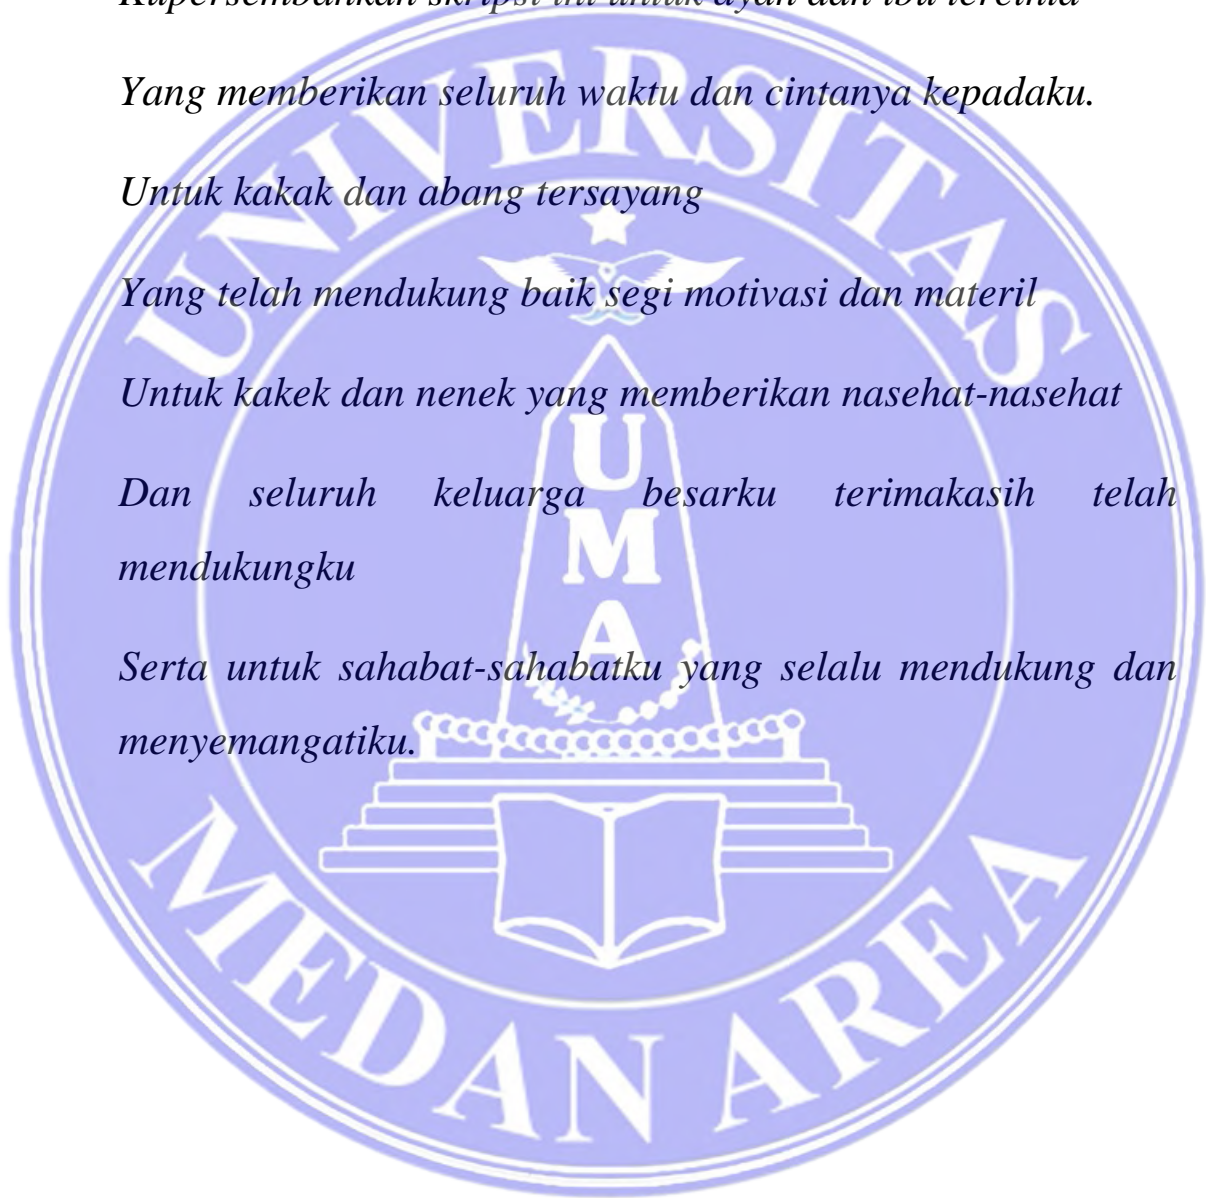 Kupersembahkan skripsi ini untuk ayah dan ibu tercinta
Yang memberikan seluruh waktu dan cintanya kepadaku.
Untuk kakak dan abang tersayang
Yang telah mendukung baik segi motivasi dan materil
Untuk kakek dan nenek yang memberikan nasehat-nasehat
Dan seluruh keluarga besarku terimakasih telah
mendukungku
Serta untuk sahabat-sahabatku yang selalu mendukung dan
menyemangatiku.
UNIVERSITAS
UMA
MEDAN AREA